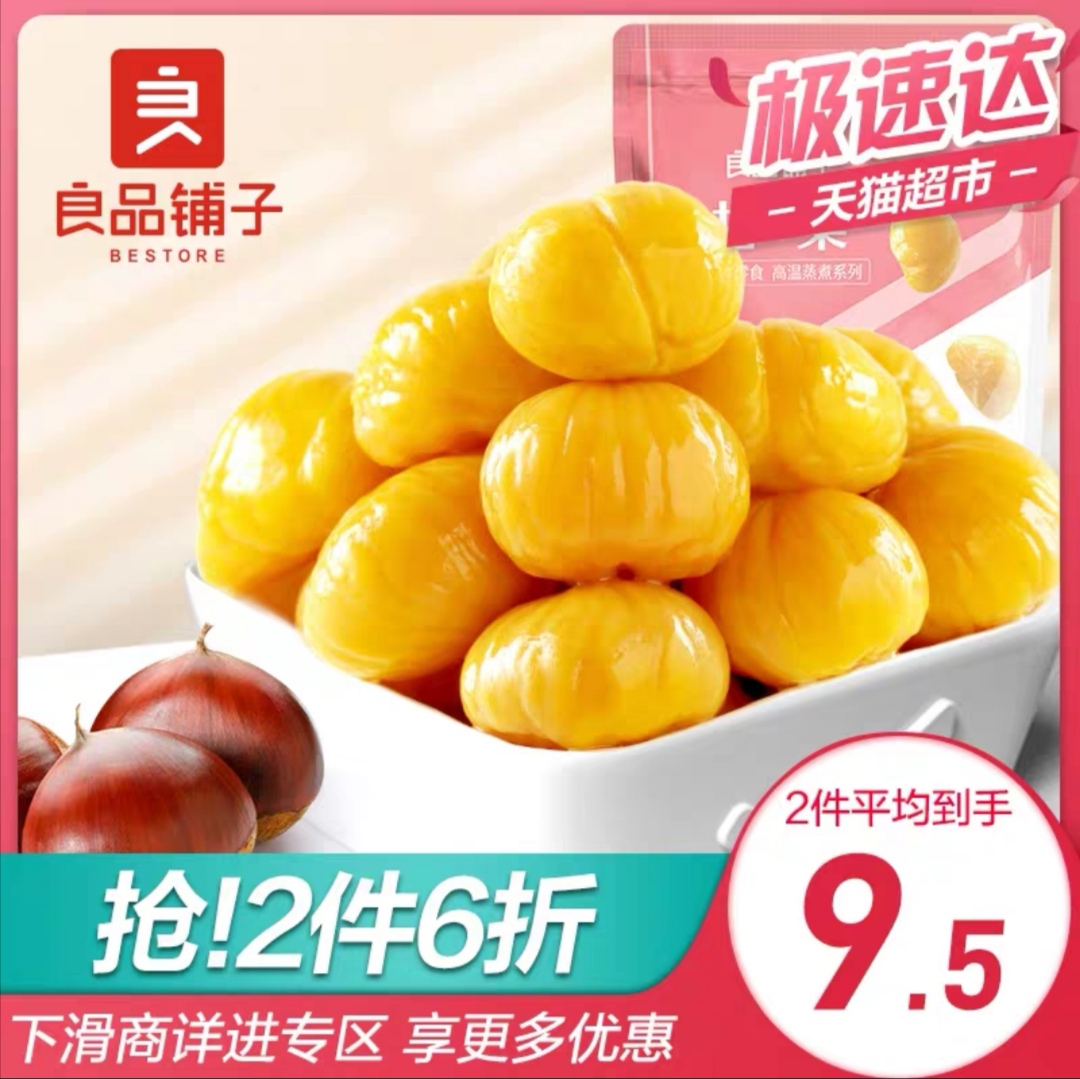 良
良品铺子
BESTORE
极速达
- 天猫超市 -
高温蒸煮系列
2件平均到手
9.5
抢!2件6折
下滑商详进专区 享更多优惠